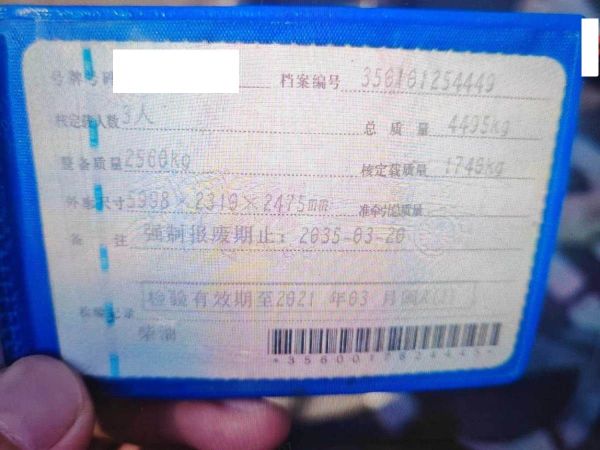 号牌号码 档案编号 350101254449
核定载人数 3人 总质量 4495kg
整备质量 2560kg 核定载质量 1740kg
外廓尺寸 5998×2310×2475mm 准牵引总质量
备注 强制报废期止：2035-03-20
检验有效期至2021年03月
检验记录
柴油